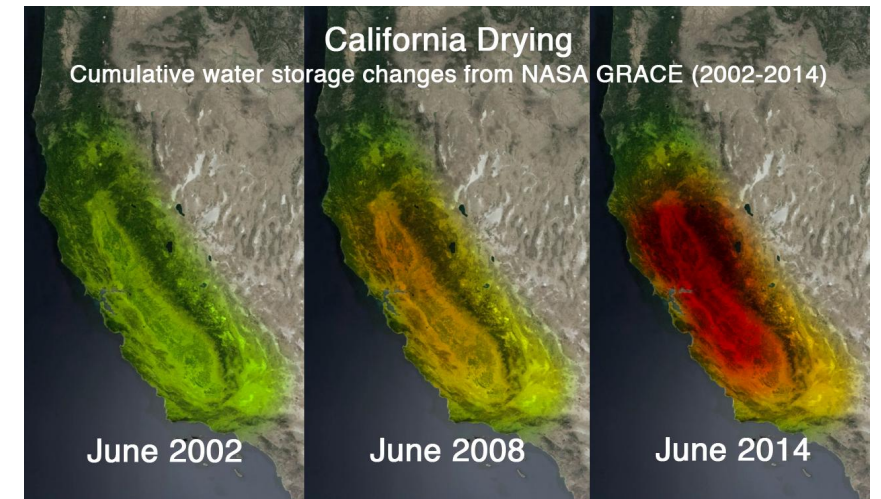 California Drying
Cumulative water storage changes from NASA GRACE (2002-2014)
June 2002
June 2008
June 2014